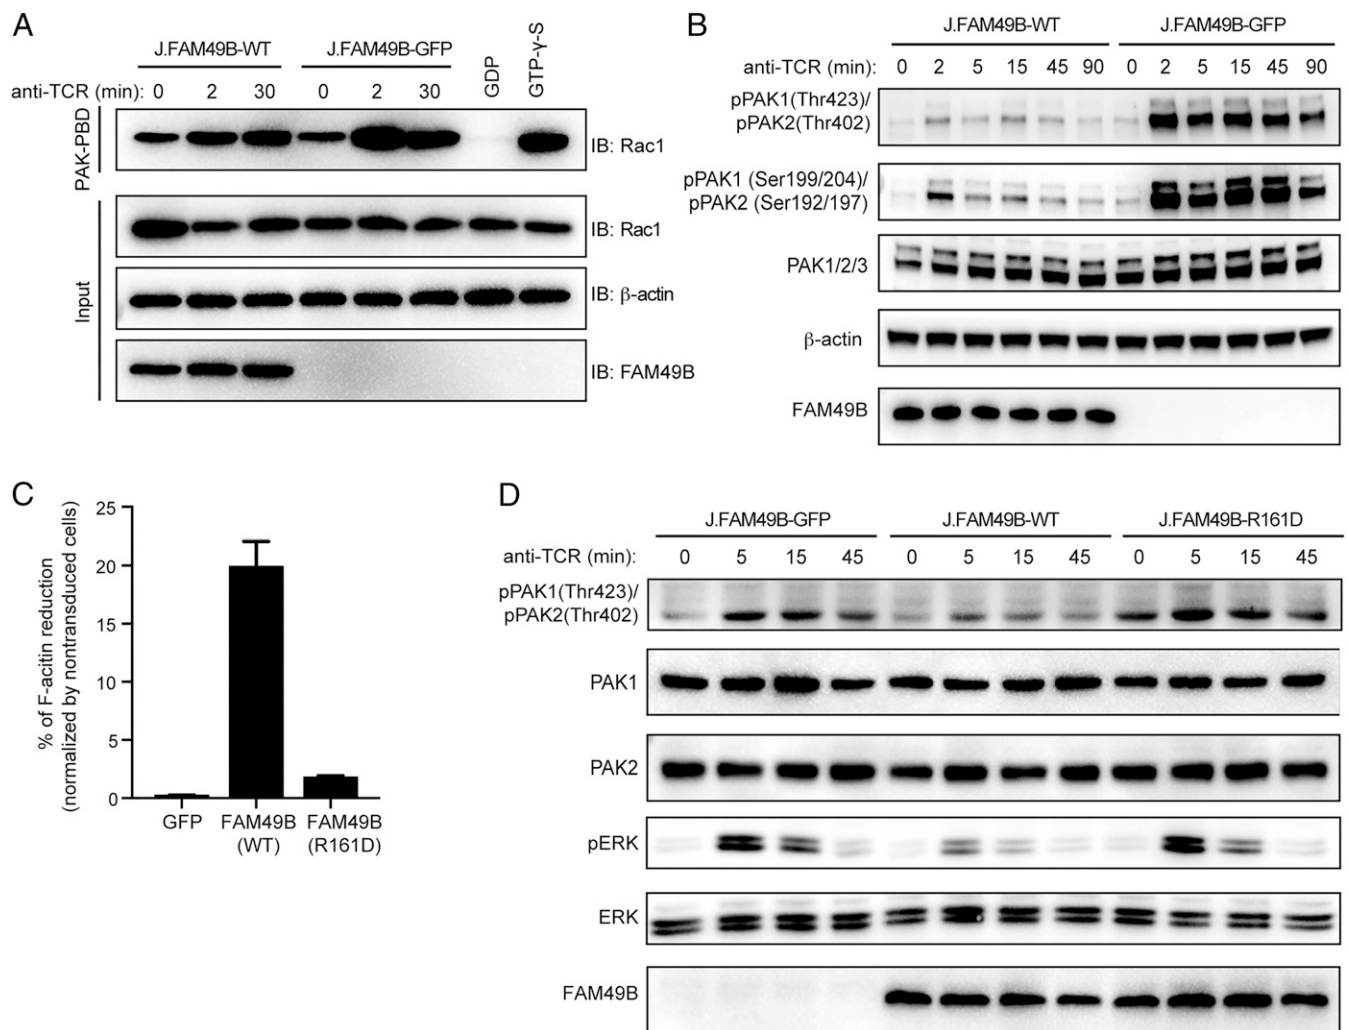 A
J.FAM49B-WT J.FAM49B-GFP GDP GTP-γ-S
anti-TCR (min): 0 2 30 0 2 30
PAK-PBD
IB: Rac1
Input
IB: Rac1
IB: β-actin
IB: FAM49B
B
J.FAM49B-WT J.FAM49B-GFP
anti-TCR (min): 0 2 5 15 45 90 0 2 5 15 45 90
pPAK1(Thr423)/
pPAK2(Thr402)
pPAK1 (Ser199/204)/
pPAK2 (Ser192/197)
PAK1/2/3
β-actin
FAM49B
C
% of F-acitin reduction
(normalized by nontransduced cells)
25
20
15
10
5
0
GFP FAM49B FAM49B
(WT) (R161D)
D
J.FAM49B-GFP J.FAM49B-WT J.FAM49B-R161D
anti-TCR (min): 0 5 15 45 0 5 15 45 0 5 15 45
pPAK1(Thr423)/
pPAK2(Thr402)
PAK1
PAK2
pERK
ERK
FAM49B